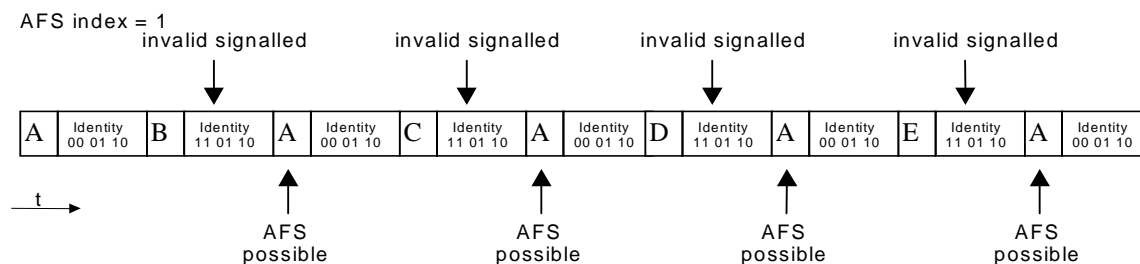 AFS index = 1
invalid signalled invalid signalled invalid signalled invalid signalled
A Identity B Identity A Identity C Identity A Identity D Identity A Identity E Identity A Identity
00 01 10 11 01 10 00 01 10 11 01 10 00 01 10 11 01 10 00 01 10 11 01 10 00 01 10
t
AFS AFS AFS AFS
possible possible possible possible